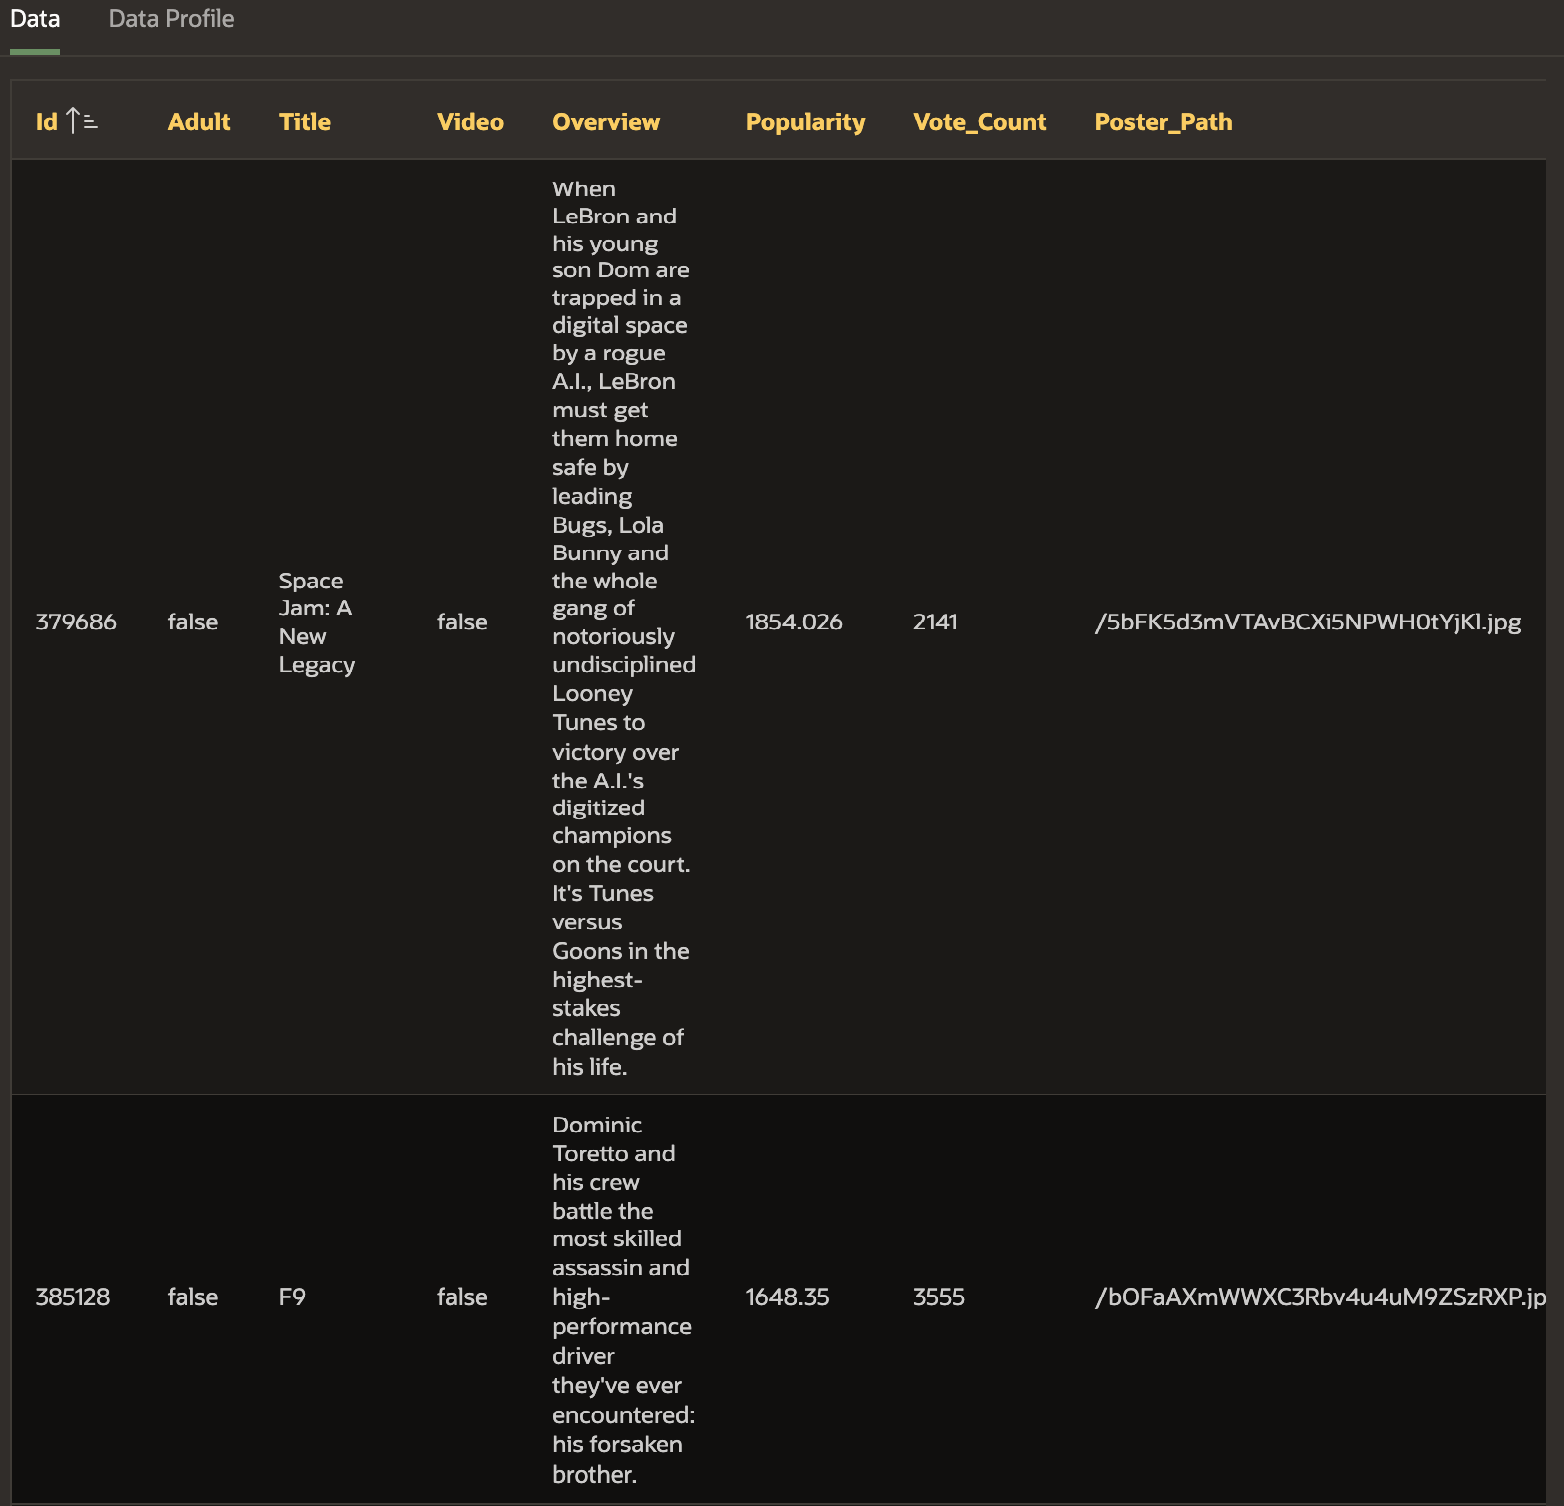 Data Data Profile
Id Adult Title Video Overview Popularity Vote_Count Poster_Path
379686
false
Space
Jam: A
New
Legacy
false
When
LeBron and
his young
son Dom are
trapped in a
digital space
by a rogue
A.I., LeBron
must get
them home
safe by
leading
Bugs, Lola
Bunny and
the whole
gang of
notoriously
undisciplined
Looney
Tunes to
victory over
the A.I.'s
digitized
champions
on the court.
It's Tunes
versus
Goons in the
highest-
stakes
challenge of
his life.
1854.026
2141
/5bFK5d3mVTAvBCXi5NPWH0tYjKl.jpg
385128
false
F9
false
Dominic
Toretto and
his crew
battle the
most skilled
assassin and
high-
performance
driver
they've ever
encountered:
his forsaken
brother.
1648.35
3555
/bOFaAXmWWXC3Rbv4u4uM9ZSzRXP.jp